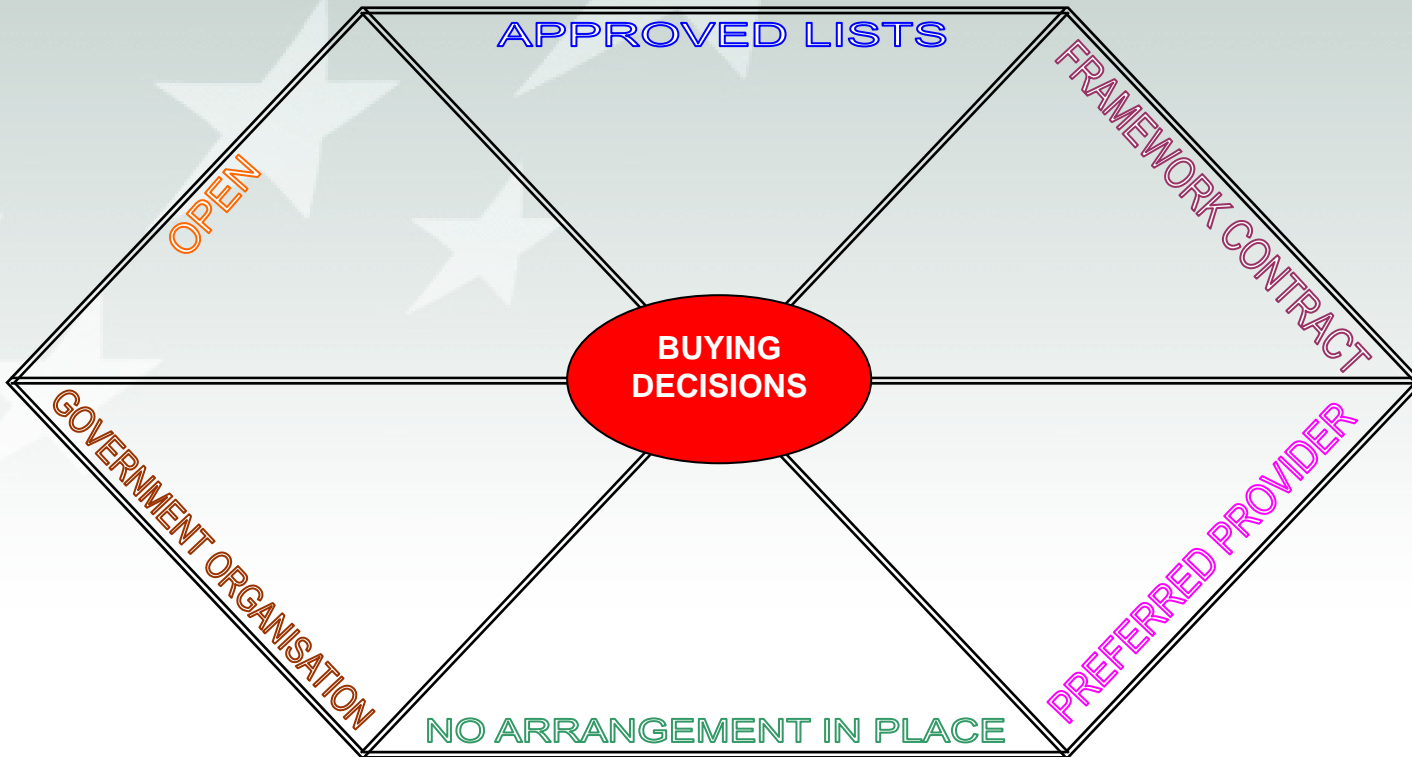 APPROVED LISTS
FRAMEWORK CONTRACT
OPEN
BUYING
DECISIONS
GOVERNMENT ORGANISATION
PREFERRED PROVIDER
NO ARRANGEMENT IN PLACE